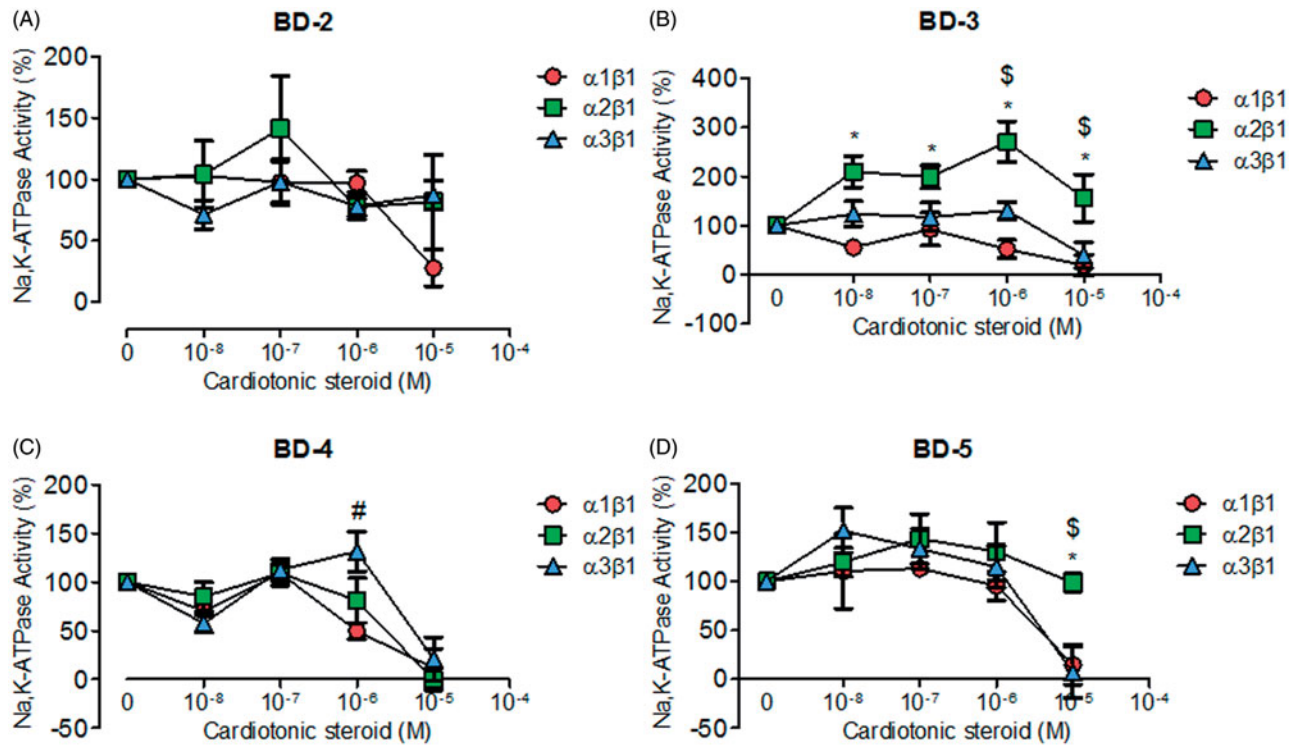 (A)
BD-2
Na,K-ATPase Activity (%)
200
150
100
50
0
0 10⁻⁸ 10⁻⁷ 10⁻⁶ 10⁻⁵ 10⁻⁴
Cardiotonic steroid (M)
α1β1
α2β1
α3β1
(B)
BD-3
Na,K-ATPase Activity (%)
400
300
200
100
0
-100
* * $ * $ *
0 10⁻⁸ 10⁻⁷ 10⁻⁶ 10⁻⁵ 10⁻⁴
Cardiotonic steroid (M)
α1β1
α2β1
α3β1
(C)
BD-4
Na,K-ATPase Activity (%)
200
150
100
50
0
-50
#
0 10⁻⁸ 10⁻⁷ 10⁻⁶ 10⁻⁵ 10⁻⁴
Cardiotonic steroid (M)
α1β1
α2β1
α3β1
(D)
BD-5
Na,K-ATPase Activity (%)
200
150
100
50
0
-50
$
*
0 10⁻⁸ 10⁻⁷ 10⁻⁶ 10⁻⁵ 10⁻⁴
Cardiotonic steroid (M)
α1β1
α2β1
α3β1